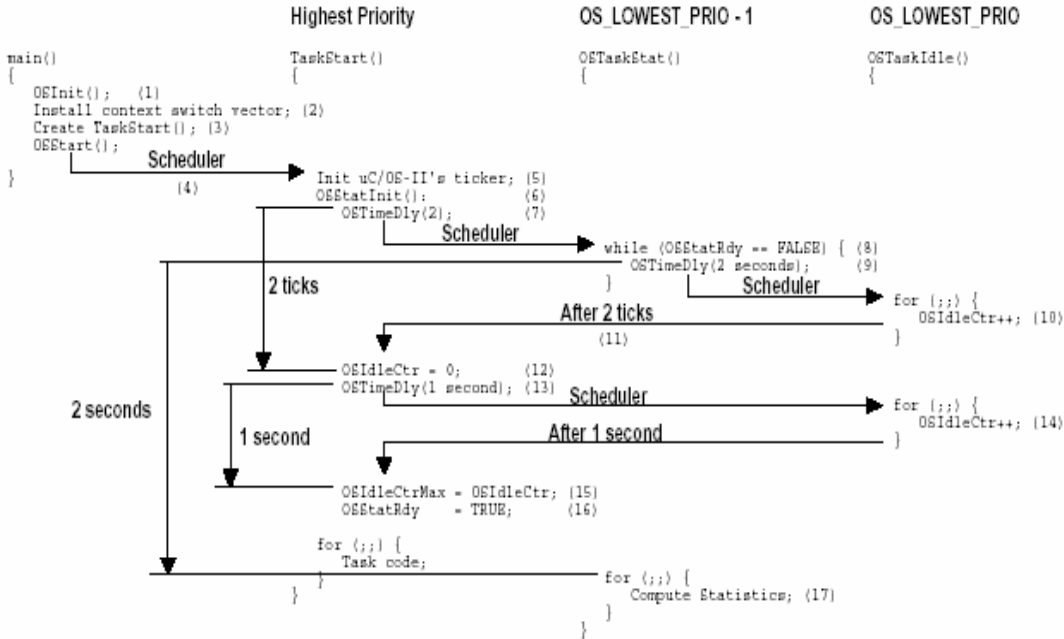 Highest Priority OS_LOWEST_PRIO - 1 OS_LOWEST_PRIO
main() TaskStart() OSTaskStat() OSTaskIdle()
{ { { {
OSInit(); (1)
Install context switch vector; (2)
Create TaskStart(); (3)
OSStart();
}
Scheduler
(4)
Init uC/OS-II's ticker; (5)
OSStatInit(): (6)
OSTimeDly(2); (7)
Scheduler
while (OSStatRdy == FALSE) { (8)
OSTimeDly(2 seconds); (9)
}
Scheduler
2 ticks
for (;;) {
OSIdleCtr++; (10)
}
After 2 ticks
(11)
OSIdleCtr = 0; (12)
OSTimeDly(1 second); (13)
Scheduler
2 seconds
for (;;) {
OSIdleCtr++; (14)
}
1 second
After 1 second
OSIdleCtrMax = OSIdleCtr; (15)
OSStatRdy = TRUE; (16)
for (;;) {
Task code;
}
}
for (;;) {
Compute Statistics; (17)
}
}